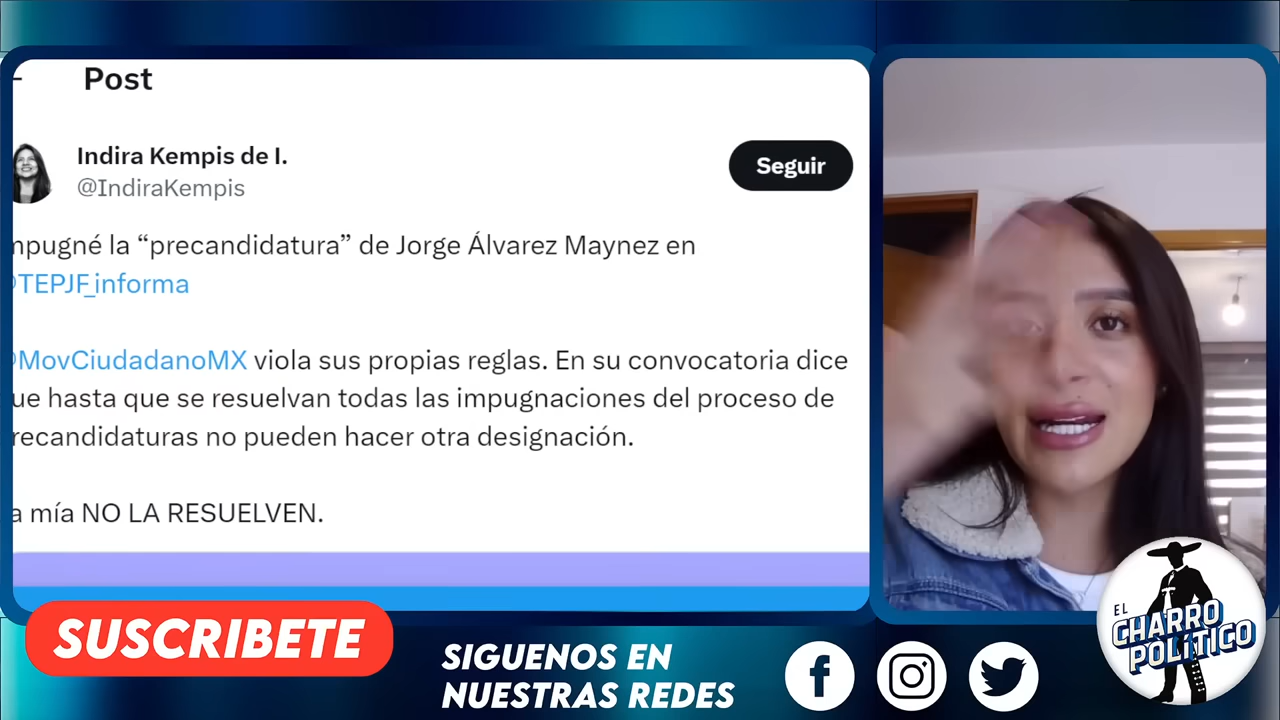 Post
Indira Kempis de I.
@IndiraKempis
Seguir
mpugné la “precandidatura” de Jorge Álvarez Maynez en
@TEPJF_informa
@MovCiudadanoMX viola sus propias reglas. En su convocatoria dice
ue hasta que se resuelvan todas las impugnaciones del proceso de
recandidaturas no pueden hacer otra designación.
a mía NO LA RESUELVEN.
SUSCRIBETE
SIGUENOS EN
NUESTRAS REDES
EL
CHARRO
POLÍTICO